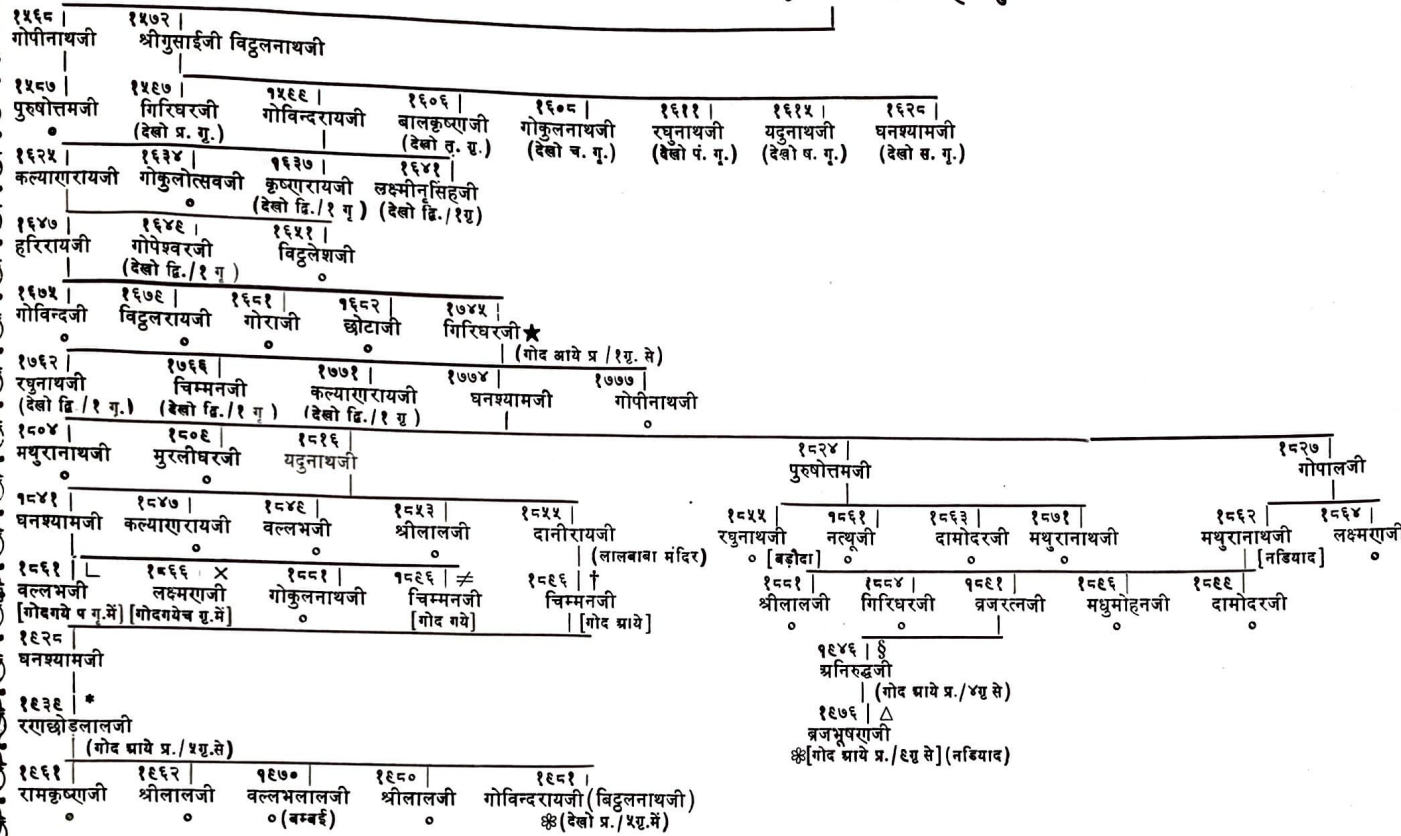 १५६८ | १५७२ |
गोपीनाथजी श्रीगुसाईजी विट्ठलनाथजी
१५८७ | १५९७ | १५९९ | १६०६ | १६०८ | १६११ | १६१५ | १६२८ |
पुरुषोत्तमजी गिरिधरजी गोविन्दरायजी बालकृष्णजी गोकुलनाथजी रघुनाथजी यदुनाथजी घनश्यामजी
(देखो प्र. गृ.) (देखो तृ. गृ.) (देखो च. गृ.) (देखो पं. गृ.) (देखो ष. गृ.) (देखो स. गृ.)
१६२५ | १६३४ | १६३७ | १६४१ |
कल्याणरायजी गोकुलोत्सवजी कृष्णरायजी लक्ष्मीनृसिंहजी
(देखो द्वि./१ गृ) (देखो द्वि./१गृ)
१६४७ | १६४९ | १६५१ |
हरिरायजी गोपेश्वरजी विट्ठलेशजी
(देखो द्वि./१ गृ)
१६७५ | १६७९ | १६८१ | १६८२ | १७४५ |
गोविन्दजी विट्ठलरायजी गोराजी छोटाजी गिरिधरजी ★
(गोद आये प्र /१गृ. से)
१७६२ | १७६६ | १७७१ | १७७४ | १७७७ |
रघुनाथजी चिम्मनजी कल्याणरायजी घनश्यामजी गोपीनाथजी
(देखो द्वि./१ गृ.) (देखो द्वि./१ गृ) (देखो द्वि./१ गृ)
१८०४ | १८०९ | १८१६ | १८२४ | १८२७ |
मथुरानाथजी मुरलीधरजी यदुनाथजी पुरुषोत्तमजी गोपालजी
१८४१ | १८४७ | १८४९ | १८५३ | १८५५ | १८५५ | १८६१ | १८६३ | १८७१ | १८६२ | १८६४ |
घनश्यामजी कल्याणरायजी वल्लभजी श्रीलालजी दानीरायजी रघुनाथजी नत्थूजी दामोदरजी मथुरानाथजी मथुरानाथजी लक्ष्मणजी
(लालबाबा मंदिर) [बड़ौदा] [नडियाद]
१८६१ | L १८६६ × १८८१ | १८९६ | ≠ १८९६ | † १८८१ | १८८४ | १८९१ | १८९६ | १८९९ |
वल्लभजी लक्ष्मणजी गोकुलनाथजी चिम्मनजी चिम्मनजी श्रीलालजी गिरिधरजी व्रजरत्नजी मधुमोहनजी दामोदरजी
[गोदगये प गृ.में] [गोदगयेच गृ.में] [गोद गये] [गोद आये]
१९२८ | १९४६ | §
घनश्यामजी अनिरुद्धजी
(गोद आये प्र./४गृ से)
१९३९ | * १९७६ | △
रणछोड़लालजी ब्रजभूषणजी
(गोद आये प्र./५गृ.से) ❀[गोद आये प्र./९गृ से] (नडियाद)
१९६१ | १९६२ | १९७० | १९८० | १९८१ |
रामकृष्णजी श्रीलालजी वल्लभलालजी श्रीलालजी गोविन्दरायजी (बिट्ठलनाथजी)
(बम्बई) ❀(देखो प्र./५गृ.में)